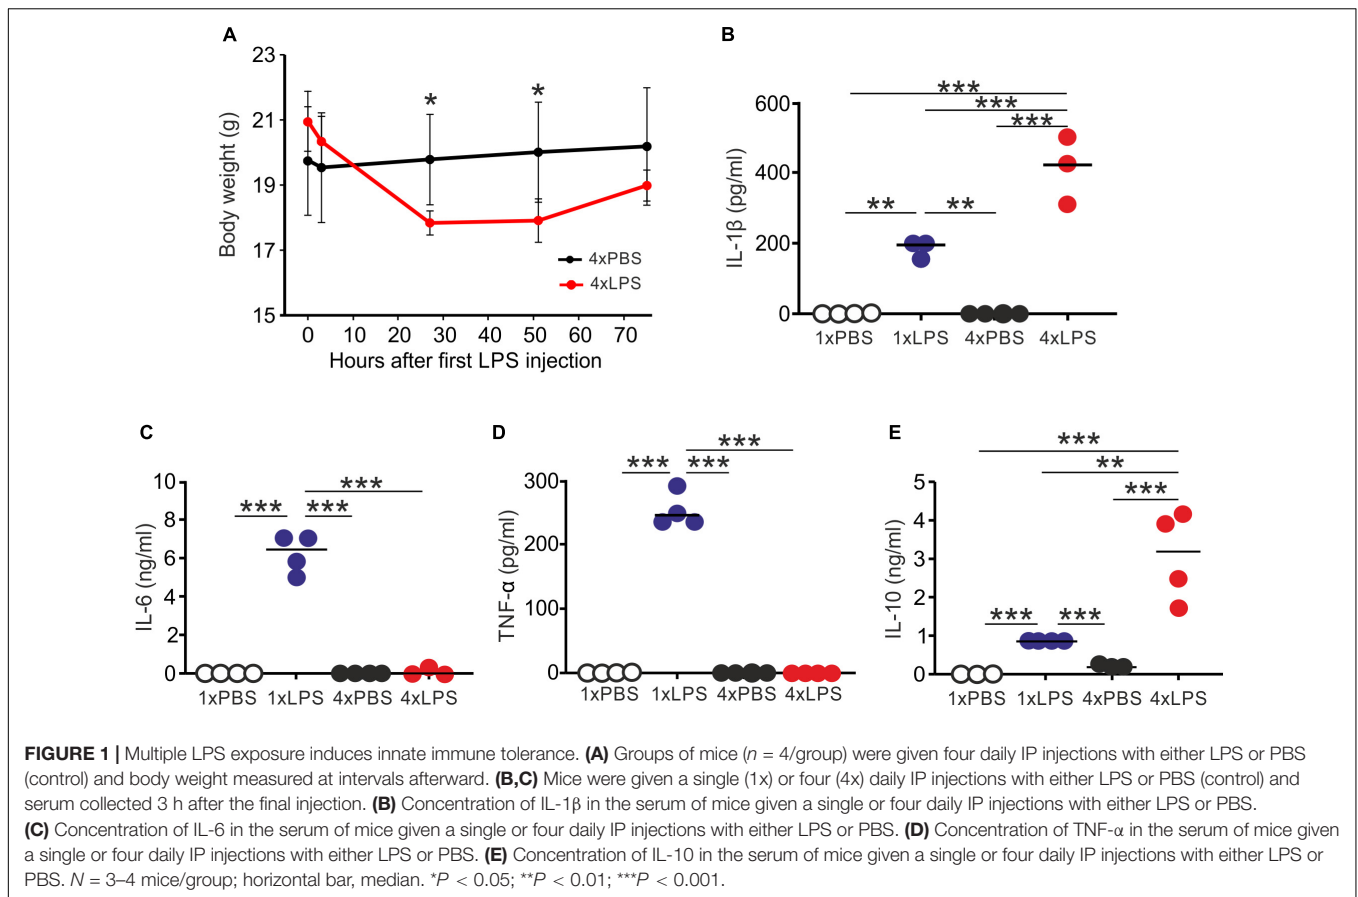 A
23
21
19
17
15
Body weight (g)
*
*
4xPBS
4xLPS
0 10 20 30 40 50 60 70
Hours after first LPS injection
B
***
***
***
600
400
200
0
IL-1β (pg/ml)
** **
1xPBS 1xLPS 4xPBS 4xLPS
C
10
8
6
4
2
0
IL-6 (ng/ml)
***
*** ***
1xPBS 1xLPS 4xPBS 4xLPS
D
300
200
100
0
TNF-α (pg/ml)
***
*** ***
1xPBS 1xLPS 4xPBS 4xLPS
E
***
**
***
5
4
3
2
1
0
IL-10 (ng/ml)
*** ***
1xPBS 1xLPS 4xPBS 4xLPS
FIGURE 1 | Multiple LPS exposure induces innate immune tolerance. (A) Groups of mice (n = 4/group) were given four daily IP injections with either LPS or PBS
(control) and body weight measured at intervals afterward. (B,C) Mice were given a single (1x) or four (4x) daily IP injections with either LPS or PBS (control) and
serum collected 3 h after the final injection. (B) Concentration of IL-1β in the serum of mice given a single or four daily IP injections with either LPS or PBS.
(C) Concentration of IL-6 in the serum of mice given a single or four daily IP injections with either LPS or PBS. (D) Concentration of TNF-α in the serum of mice given
a single or four daily IP injections with either LPS or PBS. (E) Concentration of IL-10 in the serum of mice given a single or four daily IP injections with either LPS or
PBS. N = 3–4 mice/group; horizontal bar, median. *P < 0.05; **P < 0.01; ***P < 0.001.